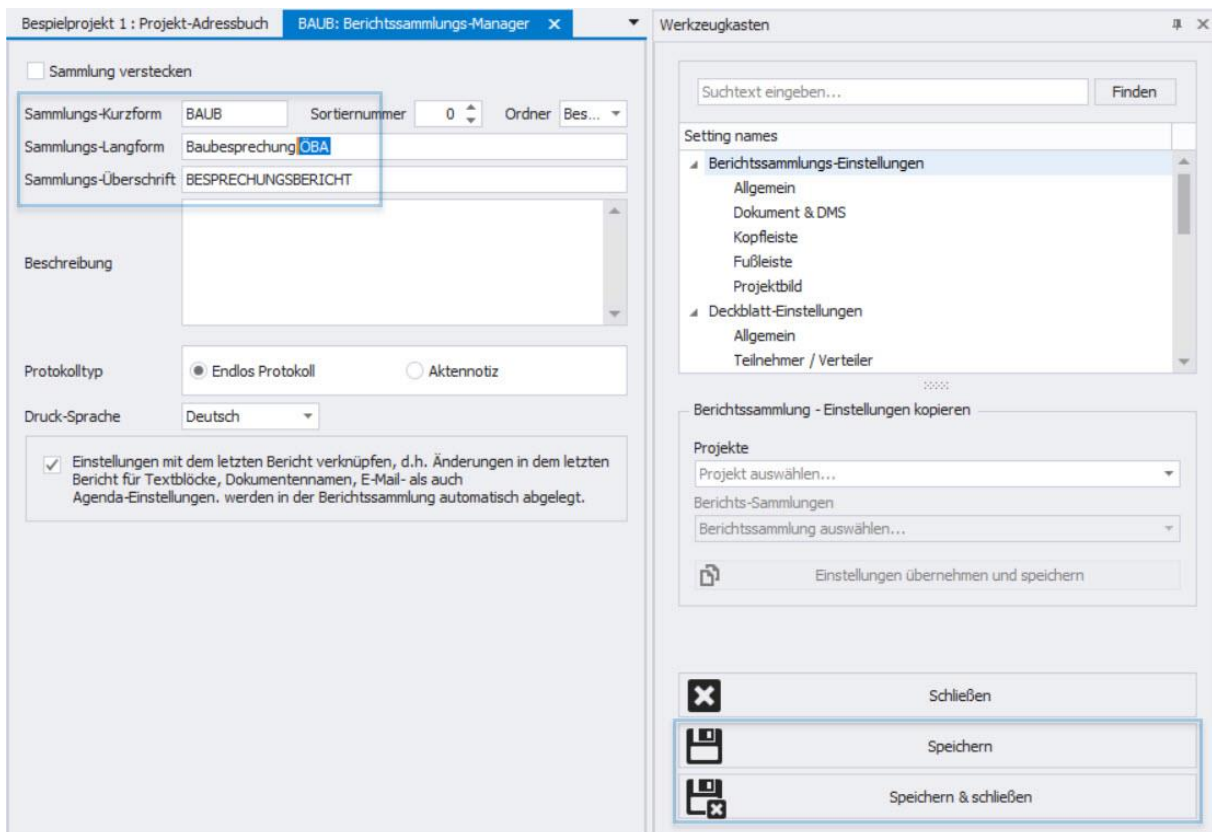 Bespielprojekt 1 : Projekt-Adressbuch
BAUB: Berichtssammlungs-Manager
Sammlung verstecken
Sammlungs-Kurzform BAUB Sortiernummer 0 Ordner Bes...
Sammlungs-Langform Baubesprechung ÖBA
Sammlungs-Überschrift BESPRECHUNGSBERICHT
Beschreibung
Protokolltyp Endlos Protokoll Aktennotiz
Druck-Sprache Deutsch
Einstellungen mit dem letzten Bericht verknüpfen, d.h. Änderungen in dem letzten
Bericht für Textblöcke, Dokumentennamen, E-Mail- als auch
Agenda-Einstellungen. werden in der Berichtssammlung automatisch abgelegt.
Werkzeugkasten
Suchtext eingeben... Finden
Setting names
Berichtssammlungs-Einstellungen
Allgemein
Dokument & DMS
Kopfleiste
Fußleiste
Projektbild
Deckblatt-Einstellungen
Allgemein
Teilnehmer / Verteiler
Berichtssammlung - Einstellungen kopieren
Projekte
Projekt auswählen...
Berichts-Sammlungen
Berichtssammlung auswählen...
Einstellungen übernehmen und speichern
Schließen
Speichern
Speichern & schließen